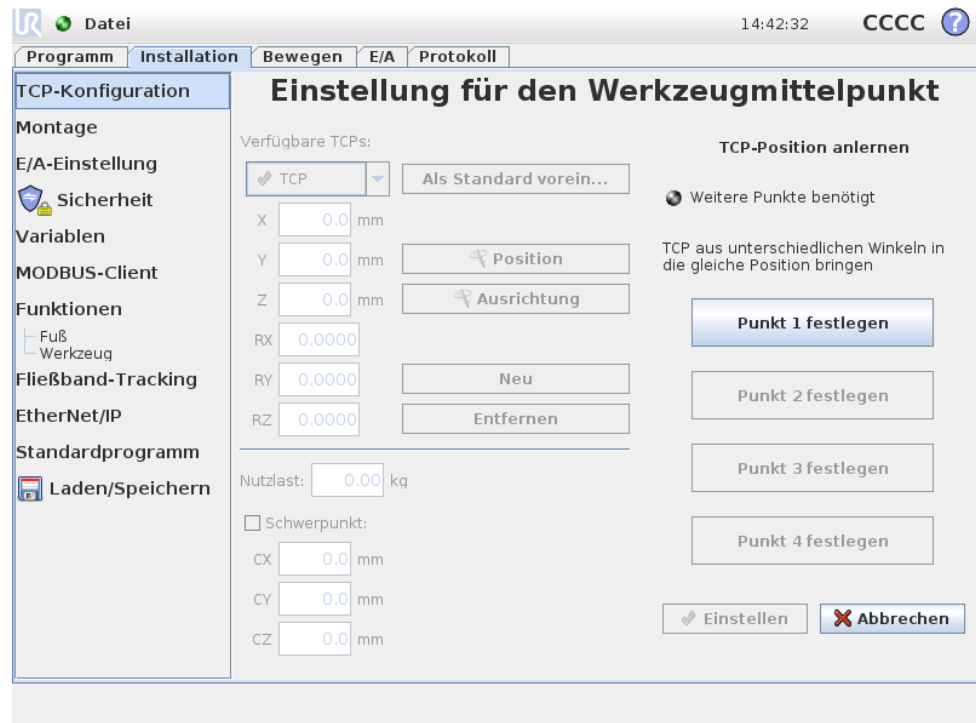 UR Datei 14:42:32 CCCC ?
Programm Installation Bewegen E/A Protokoll
TCP-Konfiguration
Montage
E/A-Einstellung
Sicherheit
Variablen
MODBUS-Client
Funktionen
Fuß
Werkzeug
Fließband-Tracking
EtherNet/IP
Standardprogramm
Laden/Speichern
Einstellung für den Werkzeugmittelpunkt
Verfügbare TCPs:
TCP Als Standard vorein...
X 0.0 mm
Y 0.0 mm Position
Z 0.0 mm Ausrichtung
RX 0.0000
RY 0.0000 Neu
RZ 0.0000 Entfernen
Nutzlast: 0.00 kg
Schwerpunkt:
CX 0.0 mm
CY 0.0 mm
CZ 0.0 mm
TCP-Position anlernen
Weitere Punkte benötigt
TCP aus unterschiedlichen Winkeln in
die gleiche Position bringen
Punkt 1 festlegen
Punkt 2 festlegen
Punkt 3 festlegen
Punkt 4 festlegen
Einstellen Abbrechen